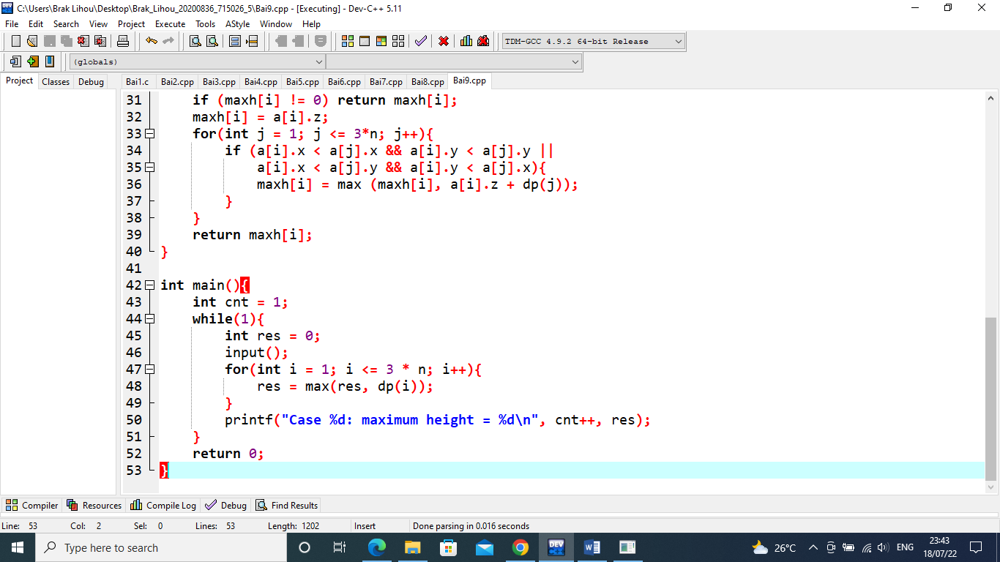 C:\Users\Brak Lihou\Desktop\Brak_Lihou_20200836_715026_5\Bai9.cpp - [Executing] - Dev-C++ 5.11
File Edit Search View Project Execute Tools AStyle Window Help
TDM-GCC 4.9.2 64-bit Release
(globals)
Project Classes Debug Bai1.c Bai2.cpp Bai3.cpp Bai4.cpp Bai5.cpp Bai6.cpp Bai7.cpp Bai8.cpp Bai9.cpp
31 if (maxh[i] != 0) return maxh[i];
32 maxh[i] = a[i].z;
33 for(int j = 1; j <= 3*n; j++){
34 if (a[i].x < a[j].x && a[i].y < a[j].y ||
35 a[i].x < a[j].y && a[i].y < a[j].x){
36 maxh[i] = max (maxh[i], a[i].z + dp(j));
37 }
38 }
39 return maxh[i];
40 }
41
42 int main(){
43 int cnt = 1;
44 while(1){
45 int res = 0;
46 input();
47 for(int i = 1; i <= 3 * n; i++){
48 res = max(res, dp(i));
49 }
50 printf("Case %d: maximum height = %d\n", cnt++, res);
51 }
52 return 0;
53 }
Compiler Resources Compile Log Debug Find Results
Line: 53 Col: 2 Sel: 0 Lines: 53 Length: 1202 Insert Done parsing in 0.016 seconds
Type here to search DEV W 26°C ENG 23:43
18/07/22